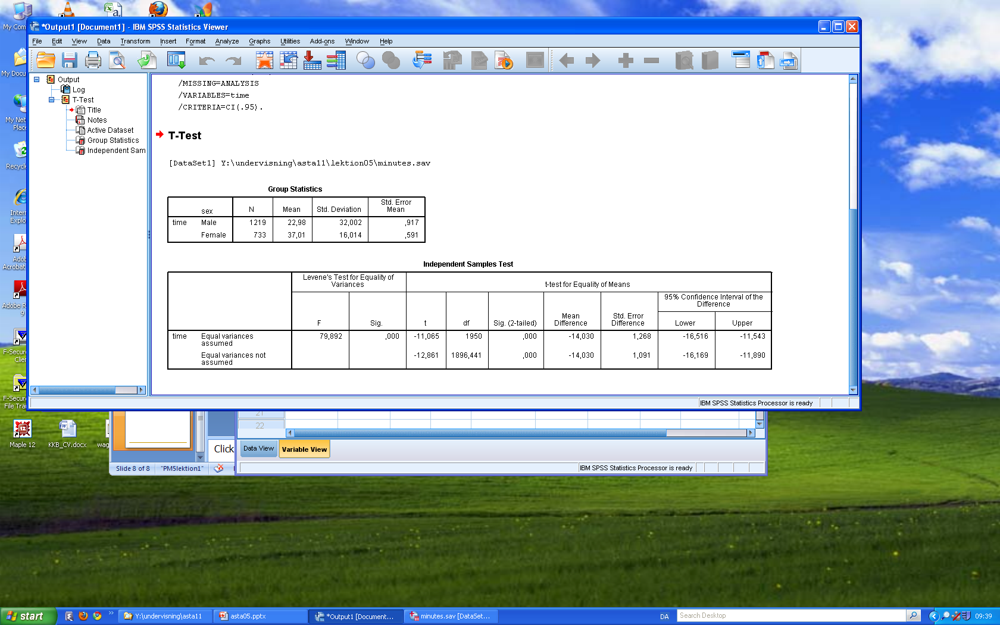 *Output1 [Document1] - IBM SPSS Statistics Viewer
File Edit View Data Transform Insert Format Analyze Graphs Utilities Add-ons Window Help
Output
Log
T-Test
Title
Notes
Active Dataset
Group Statistics
Independent Sam
/MISSING=ANALYSIS
/VARIABLES=time
/CRITERIA=CI(.95).
T-Test
[DataSet1] Y:\undervisning\asta11\lektion05\minutes.sav
Group Statistics
sex N Mean Std. Deviation Std. Error Mean
time Male 1219 22,98 32,002 ,917
Female 733 37,01 16,014 ,591
Independent Samples Test
Levene's Test for Equality of Variances
t-test for Equality of Means
95% Confidence Interval of the Difference
F Sig. t df Sig. (2-tailed) Mean Difference Std. Error Difference Lower Upper
time Equal variances assumed 79,892 ,000 -11,065 1950 ,000 -14,030 1,268 -16,516 -11,543
Equal variances not assumed -12,861 1896,441 ,000 -14,030 1,091 -16,169 -11,890
IBM SPSS Statistics Processor is ready
My Com
My Docu
My Net
Place
Recycle
Intern
Explo
Adob
Acrobat
Adobe R
9
F-Secur
Clien
F-Secur
File Tra
Maple 12
KKB_CV.docx
wag
21
22
Click
Data View
Variable View
Slide 8 of 8
"PM5lektion1"
IBM SPSS Statistics Processor is ready
start
Y:\undervisning\asta11
asta05.pptx
*Output1 [Document...
minutes.sav [DataSet...
DA
Search Desktop
09:39